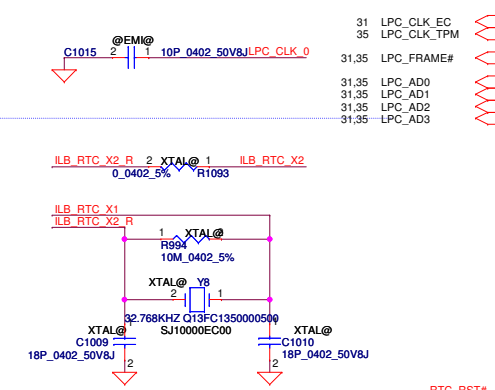 31 LPC_CLK_EC
35 LPC_CLK_TPM
@EMI@
C1015 2 1 10P_0402_50V8J LPC_CLK_0
31,35 LPC_FRAME#
31,35 LPC_AD0
31,35 LPC_AD1
31,35 LPC_AD2
31,35 LPC_AD3
ILB_RTC_X2_R 2 XTAL@ 1 ILB_RTC_X2
0_0402_5% R1093
ILB_RTC_X1
ILB_RTC_X2_R
1 XTAL@ 2
R994
10M_0402_5%
XTAL@ Y8
2 1
32.768KHZ Q13FC1350000500
XTAL@ SJ10000EC00 XTAL@
C1009 C1010
18P_0402_50V8J 18P_0402_50V8J
2 2
RTC_RST#